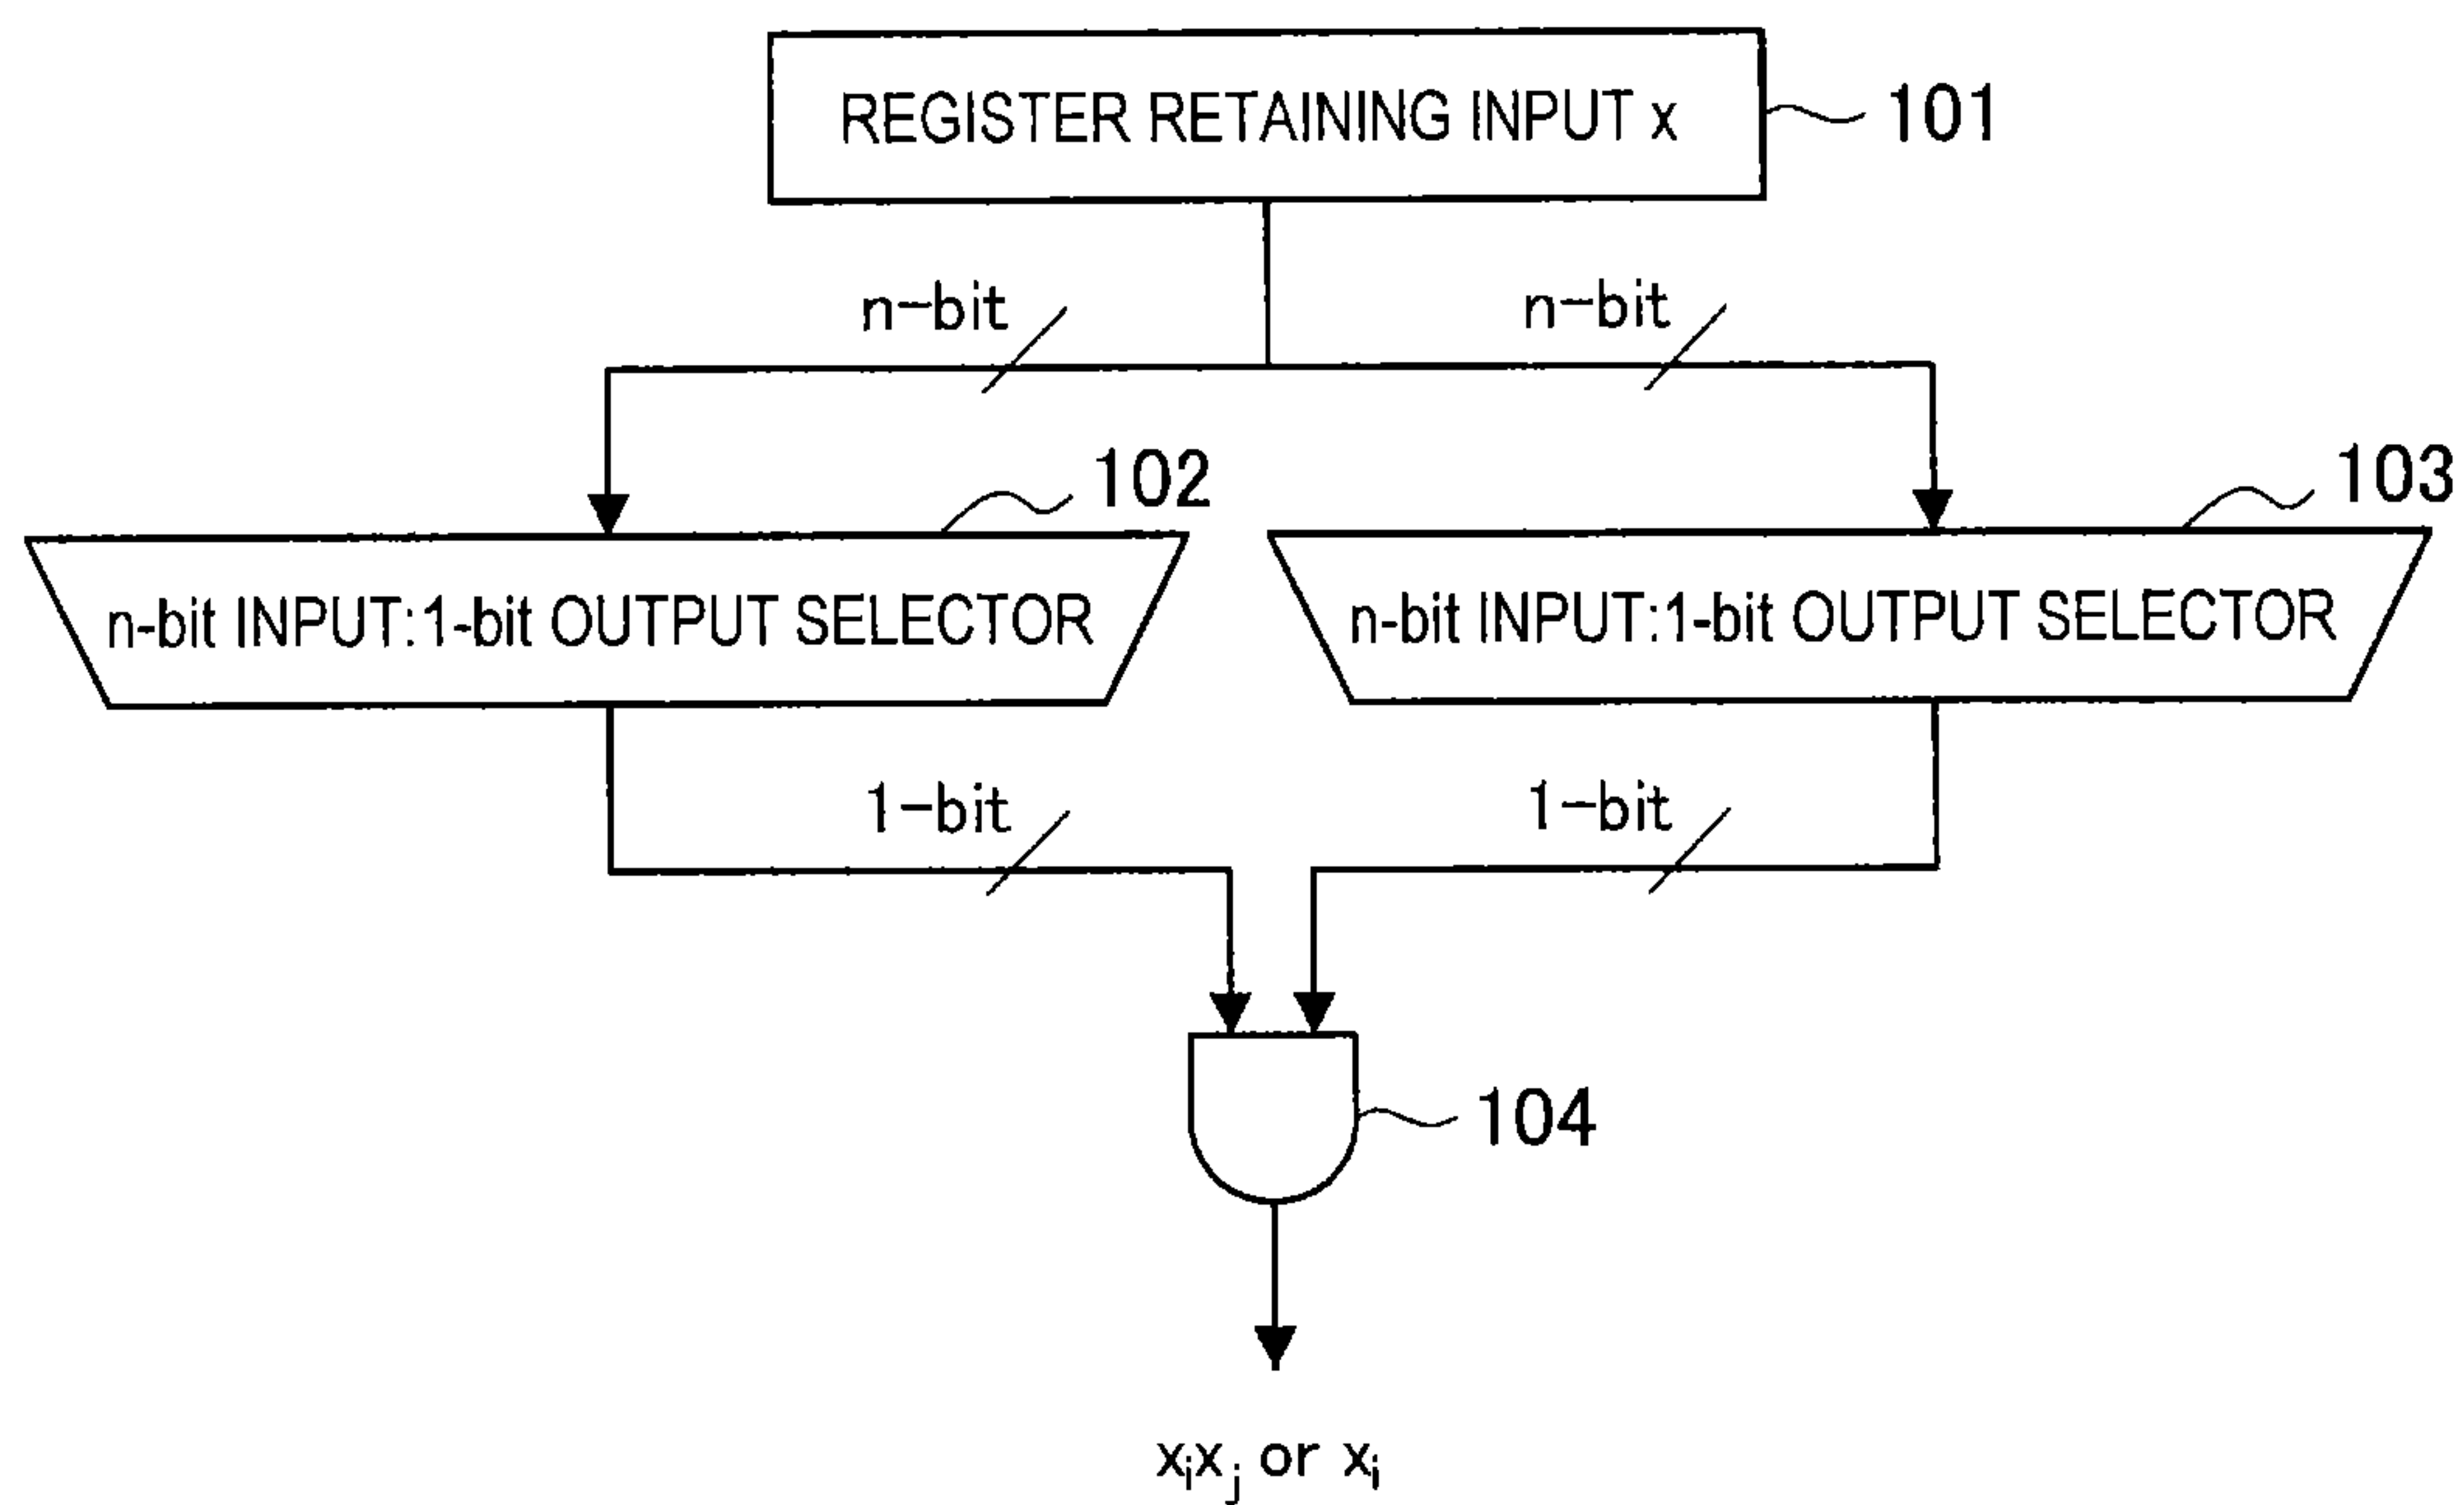 REGISTER RETAINING INPUT x
101
n-bit
n-bit
102
103
n-bit INPUT:1-bit OUTPUT SELECTOR
n-bit INPUT:1-bit OUTPUT SELECTOR
1-bit
1-bit
104
xᵢxⱼ or xᵢ